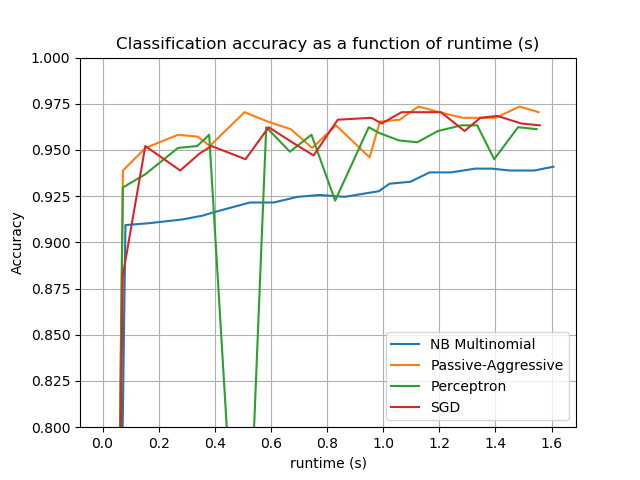 Classification accuracy as a function of runtime (s)
1.000
0.975
0.950
0.925
0.900
0.875
0.850
0.825
0.800
Accuracy
NB Multinomial
Passive-Aggressive
Perceptron
SGD
0.0 0.2 0.4 0.6 0.8 1.0 1.2 1.4 1.6
runtime (s)